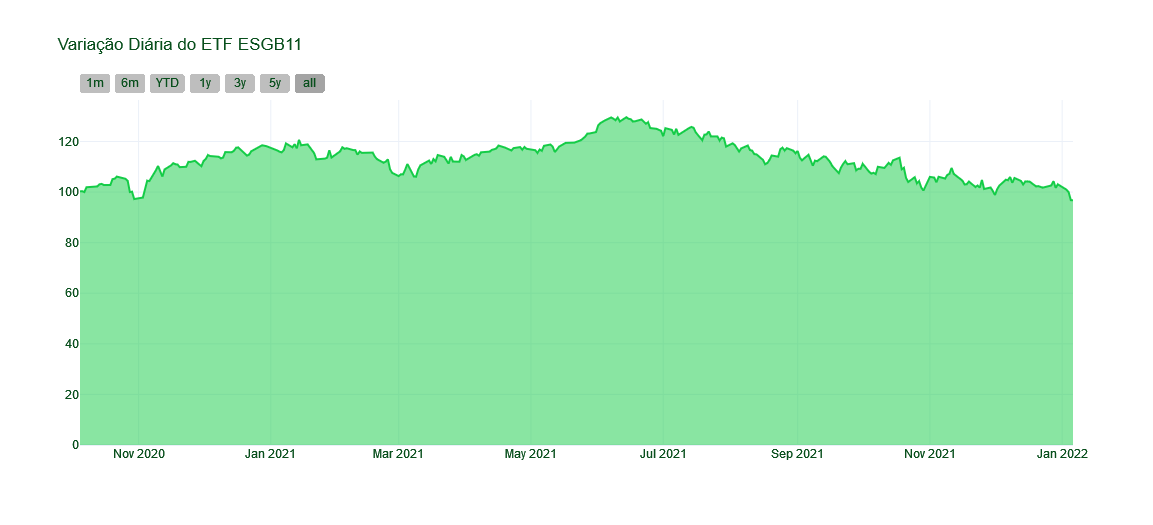 Variação Diária do ETF ESGB11
1m 6m YTD 1y 3y 5y all
120
100
80
60
40
20
0
Nov 2020 Jan 2021 Mar 2021 May 2021 Jul 2021 Sep 2021 Nov 2021 Jan 2022